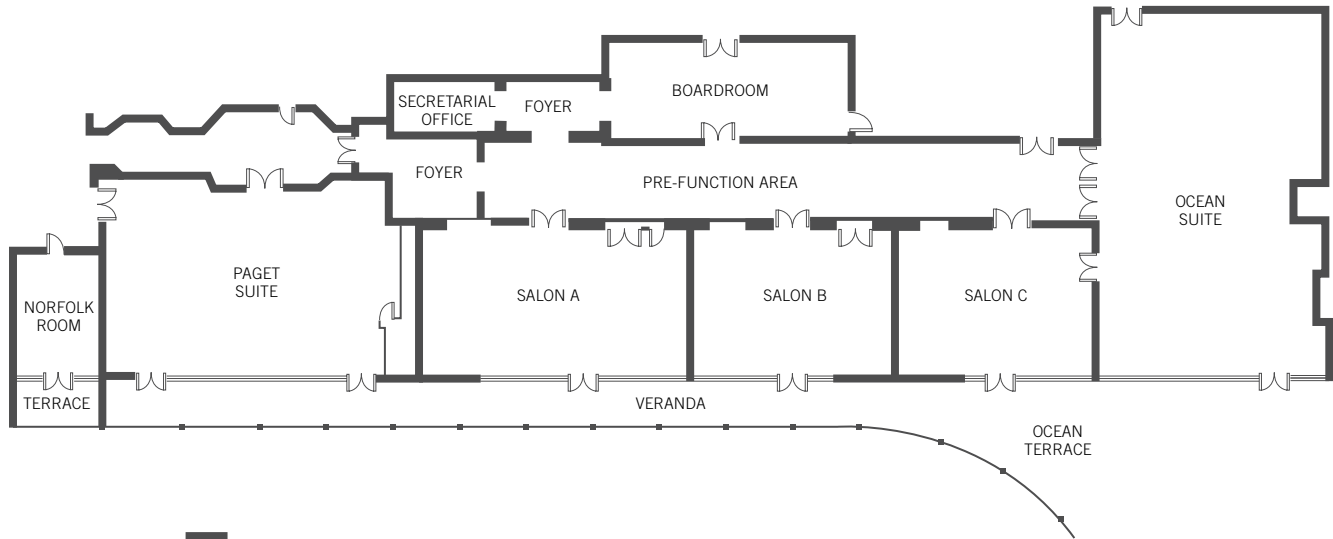 BOARDROOM
SECRETARIAL
OFFICE
FOYER
FOYER
PRE-FUNCTION AREA
OCEAN
SUITE
PAGET
SUITE
NORFOLK
ROOM
SALON A
SALON B
SALON C
TERRACE
VERANDA
OCEAN
TERRACE